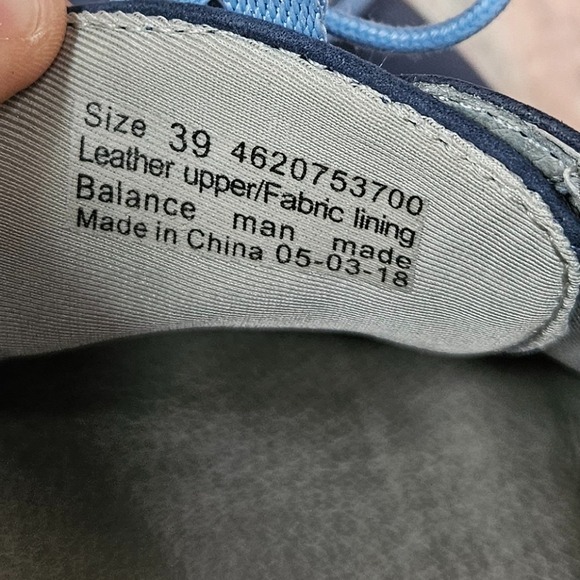 Size 39 4620753700
Leather upper/Fabric lining
Balance man made
Made in China 05-03-18